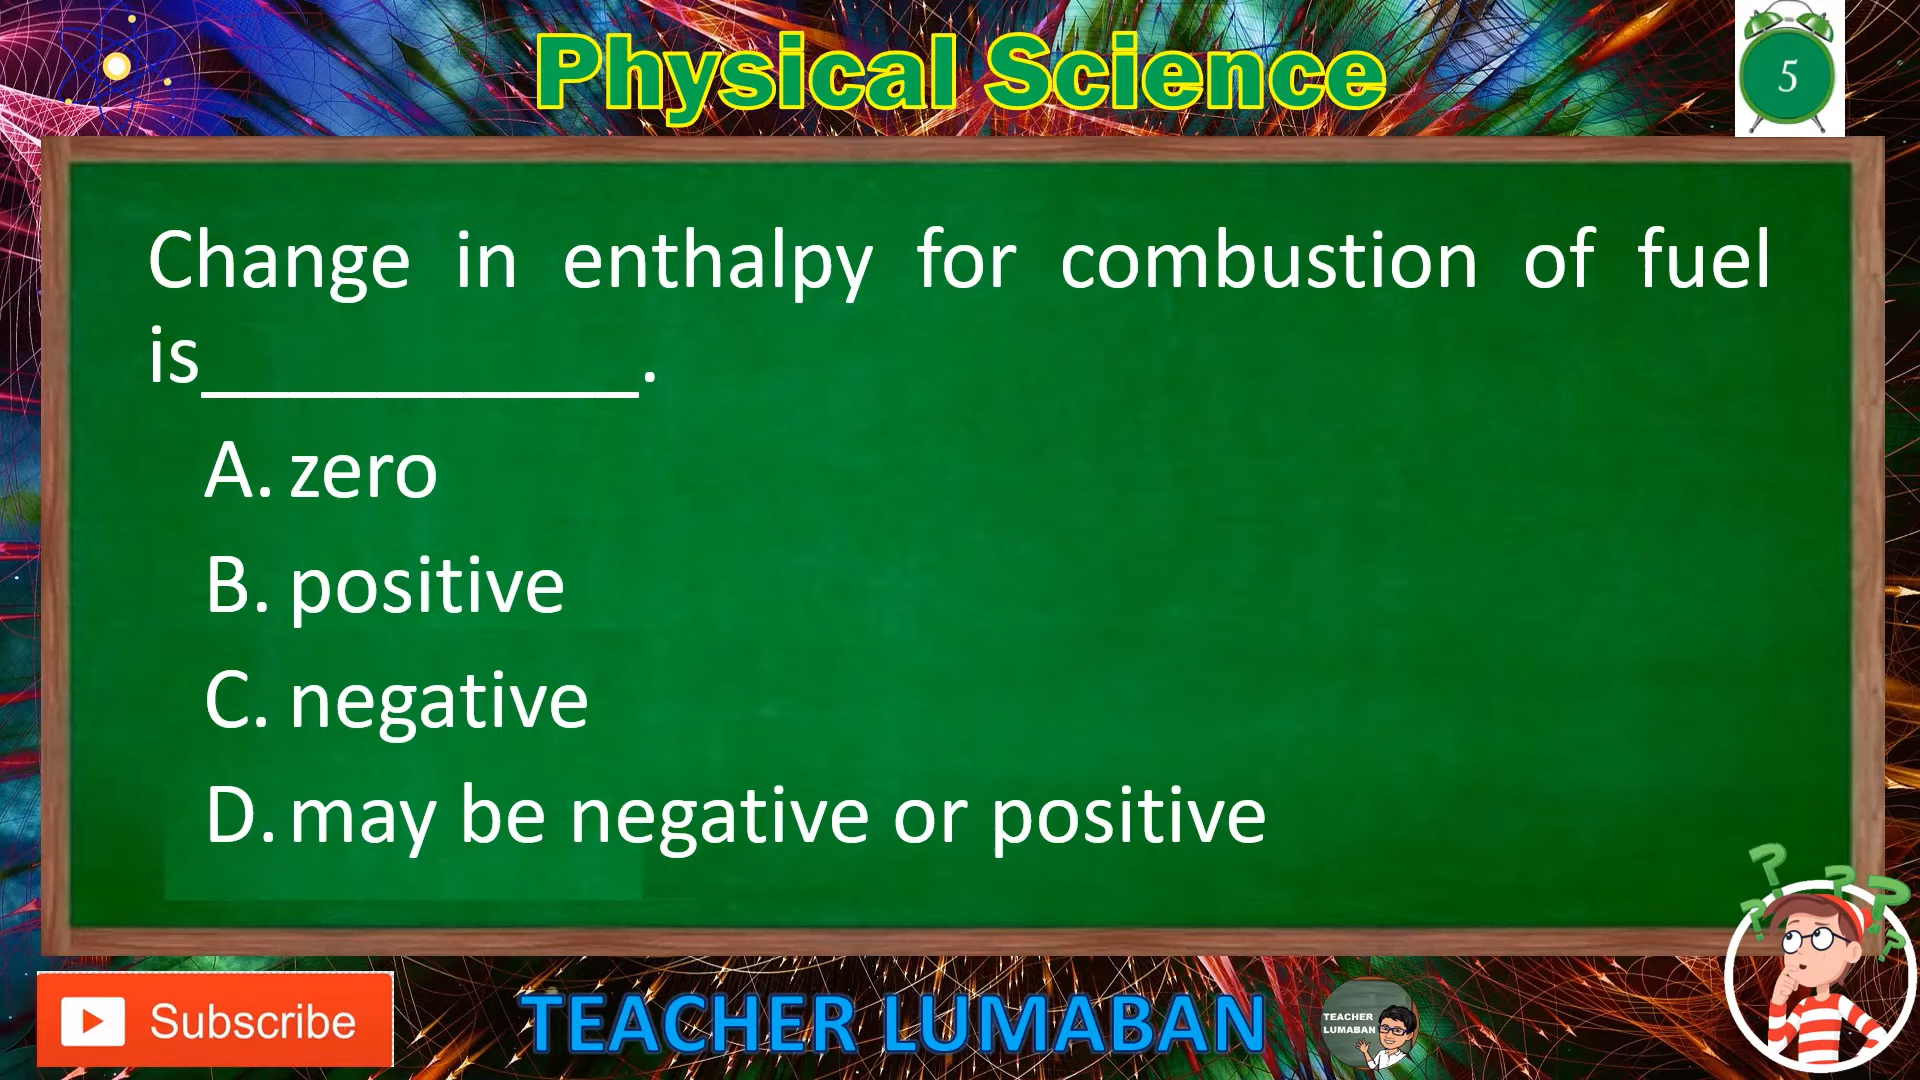 Physical Science
5
Change in enthalpy for combustion of fuel
is___________.
A. zero
B. positive
C. negative
D. may be negative or positive
Subscribe
TEACHER LUMABAN
TEACHER
LUMABAN